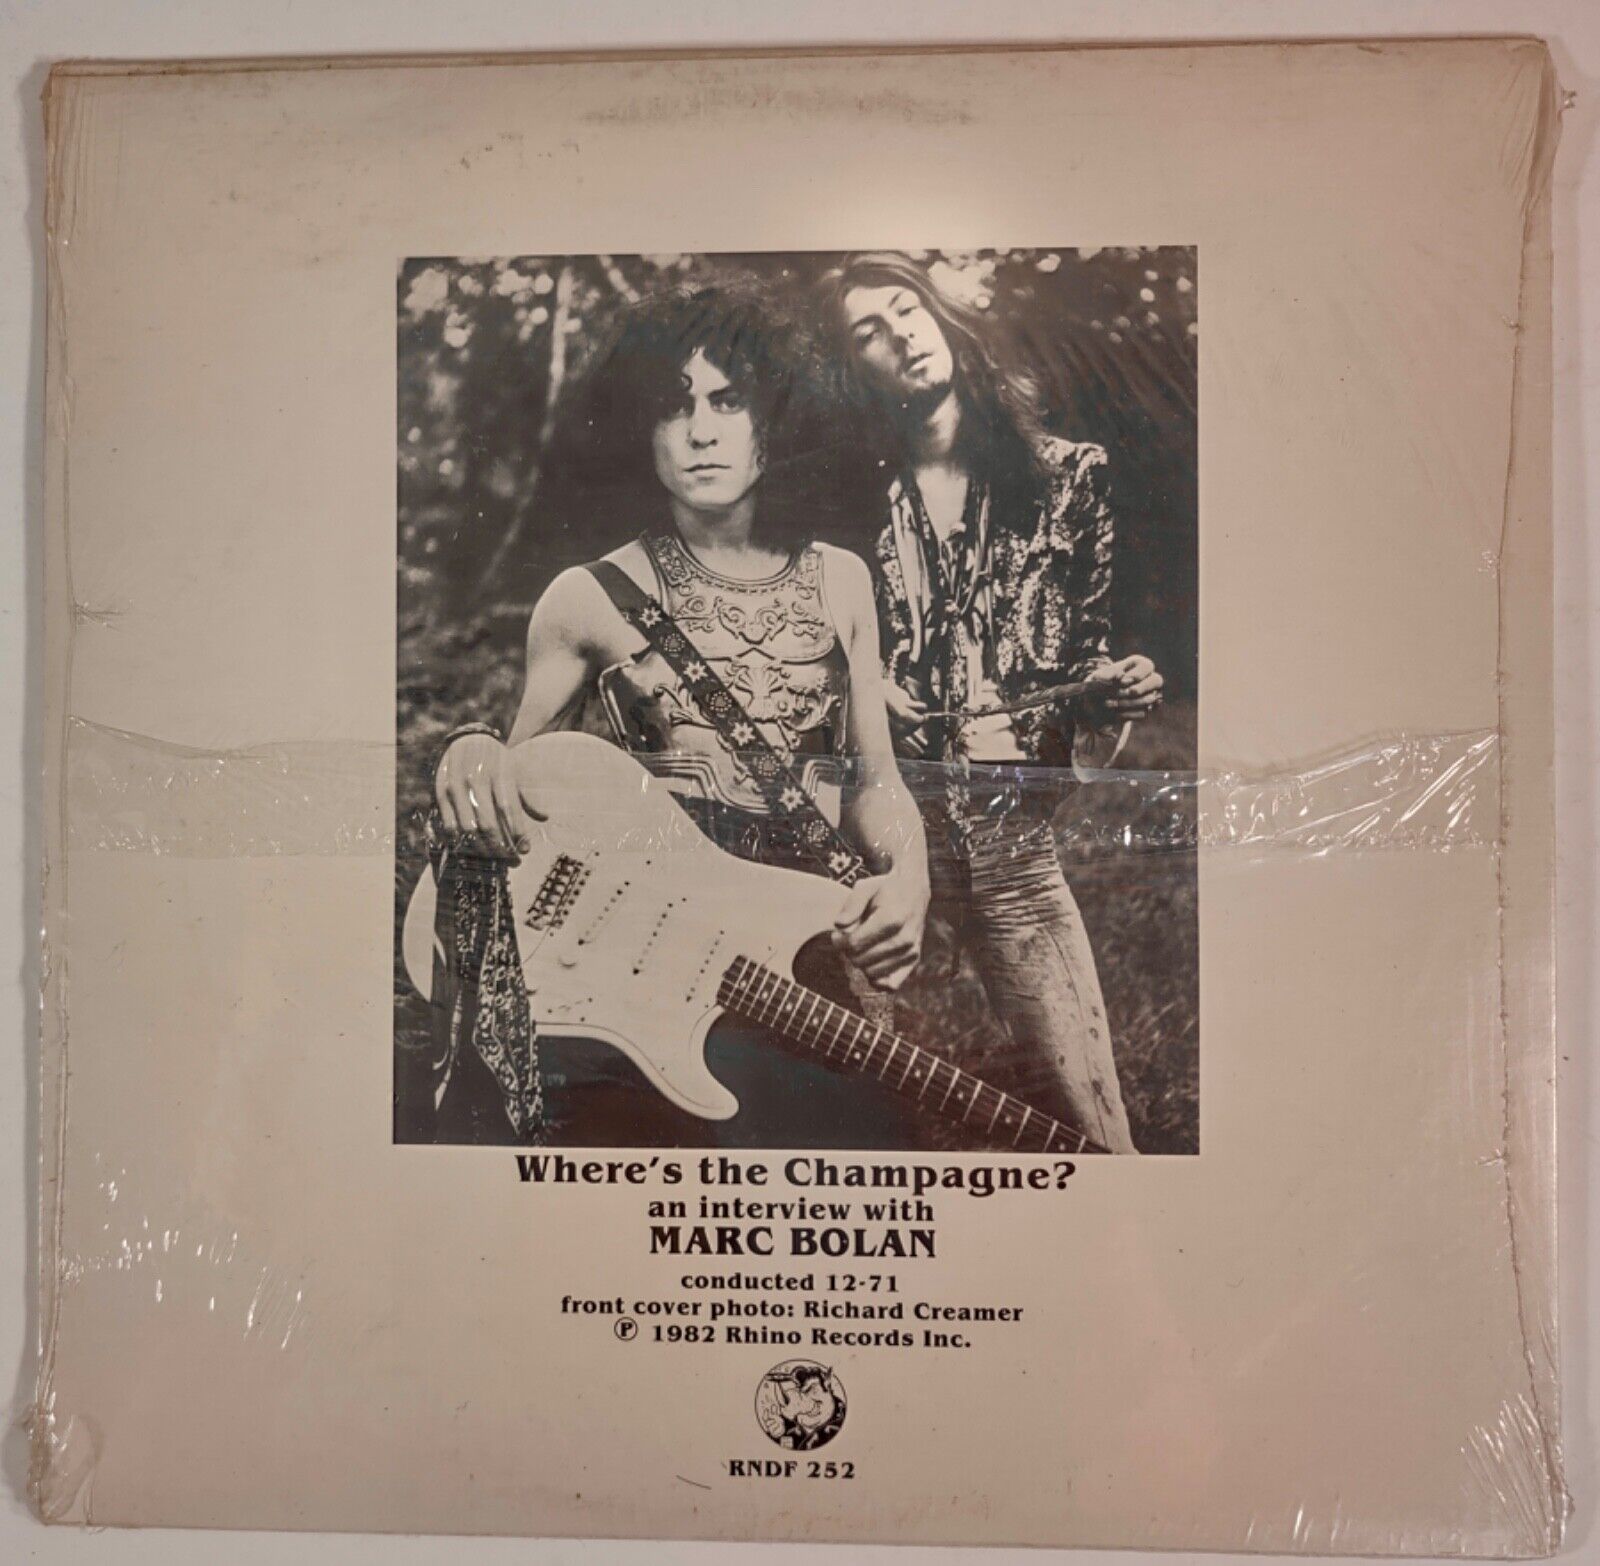 Where's the Champagne?
an interview with
MARC BOLAN
conducted 12-71
front cover photo: Richard Creamer
℗ 1982 Rhino Records Inc.
RNDF 252